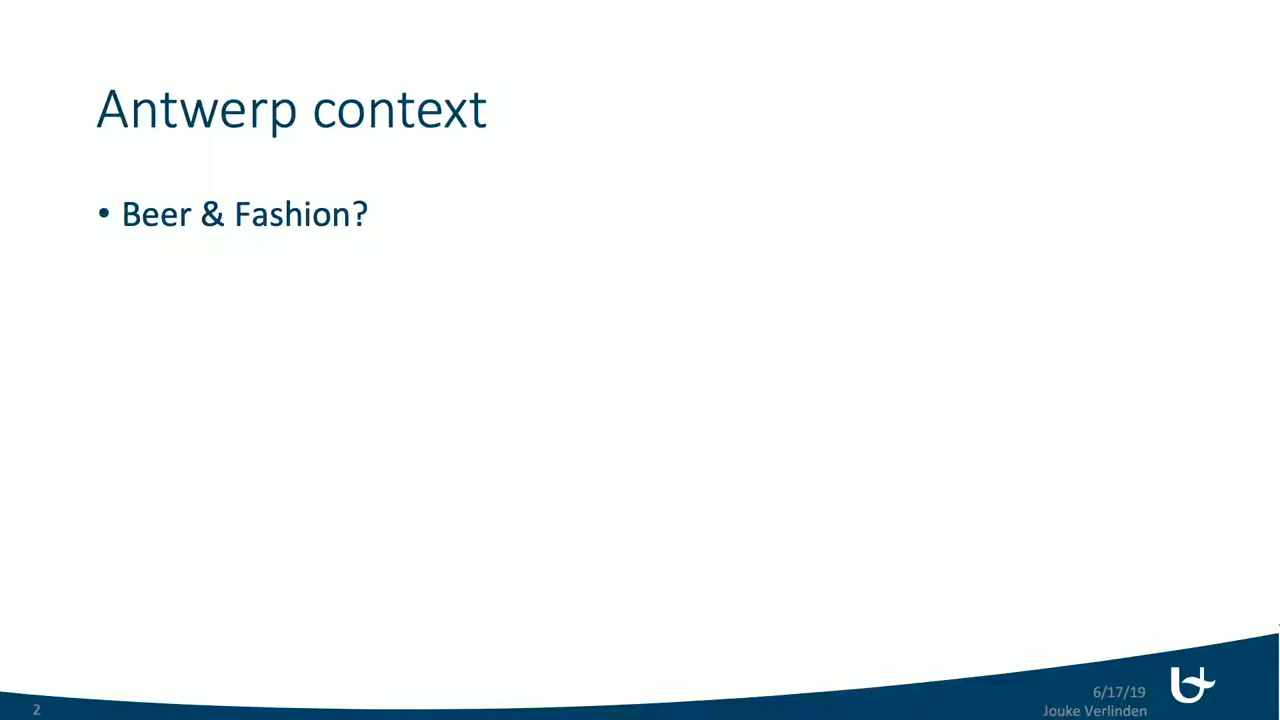 Antwerp context
• Beer & Fashion?
6/17/19
2
Jouke Verlinden